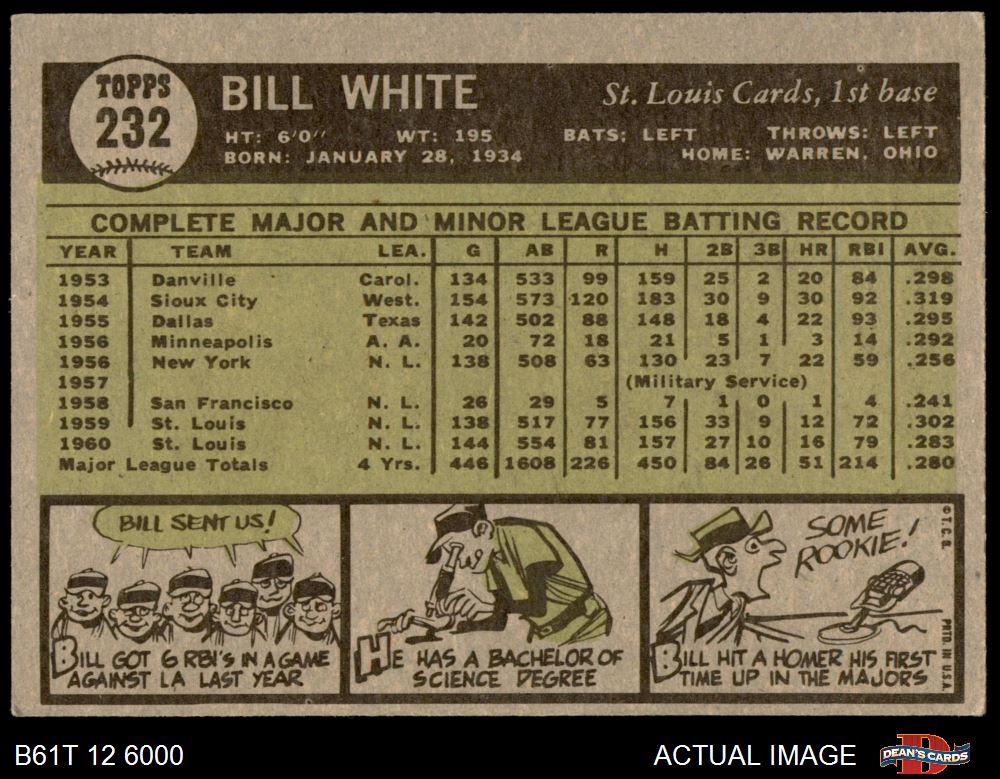 TOPPS
232
BILL WHITE
St. Louis Cards, 1st base
HT: 6'0" WT: 195 BATS: LEFT THROWS: LEFT
BORN: JANUARY 28, 1934 HOME: WARREN, OHIO
COMPLETE MAJOR AND MINOR LEAGUE BATTING RECORD
YEAR TEAM LEA. G AB R H 2B 3B HR RBI AVG.
1953 Danville Carol. 134 533 99 159 25 2 20 84 .298
1954 Sioux City West. 154 573 120 183 30 9 30 92 .319
1955 Dallas Texas 142 502 88 148 18 4 22 93 .295
1956 Minneapolis A. A. 20 72 18 21 5 1 3 14 .292
1956 New York N. L. 138 508 63 130 23 7 22 59 .256
1957 (Military Service)
1958 San Francisco N. L. 26 29 5 7 1 0 1 4 .241
1959 St. Louis N. L. 138 517 77 156 33 9 12 72 .302
1960 St. Louis N. L. 144 554 81 157 27 10 16 79 .283
Major League Totals 4 Yrs. 446 1608 226 450 84 26 51 214 .280
BILL SENT US!
BILL GOT 6 RBI'S IN A GAME
AGAINST LA LAST YEAR
HE HAS A BACHELOR OF
SCIENCE DEGREE
SOME
ROOKIE!
BILL HIT A HOMER HIS FIRST
TIME UP IN THE MAJORS
© T. C. G.
PRTD. IN U.S.A.
B61T 12 6000
ACTUAL IMAGE
DEAN'S CARDS